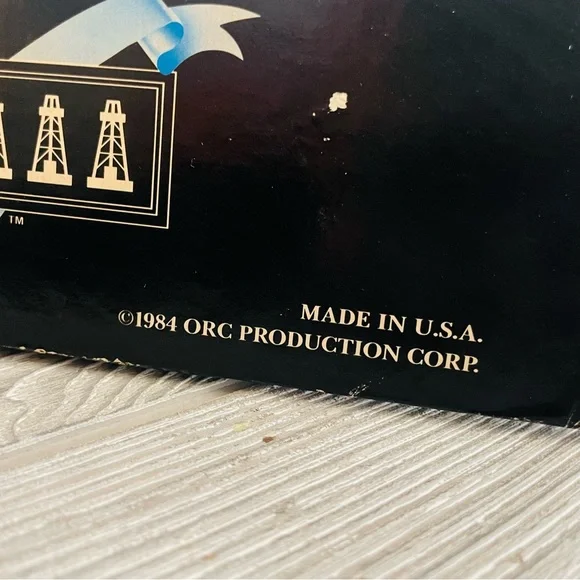 ™
MADE IN U.S.A.
©1984 ORC PRODUCTION CORP.